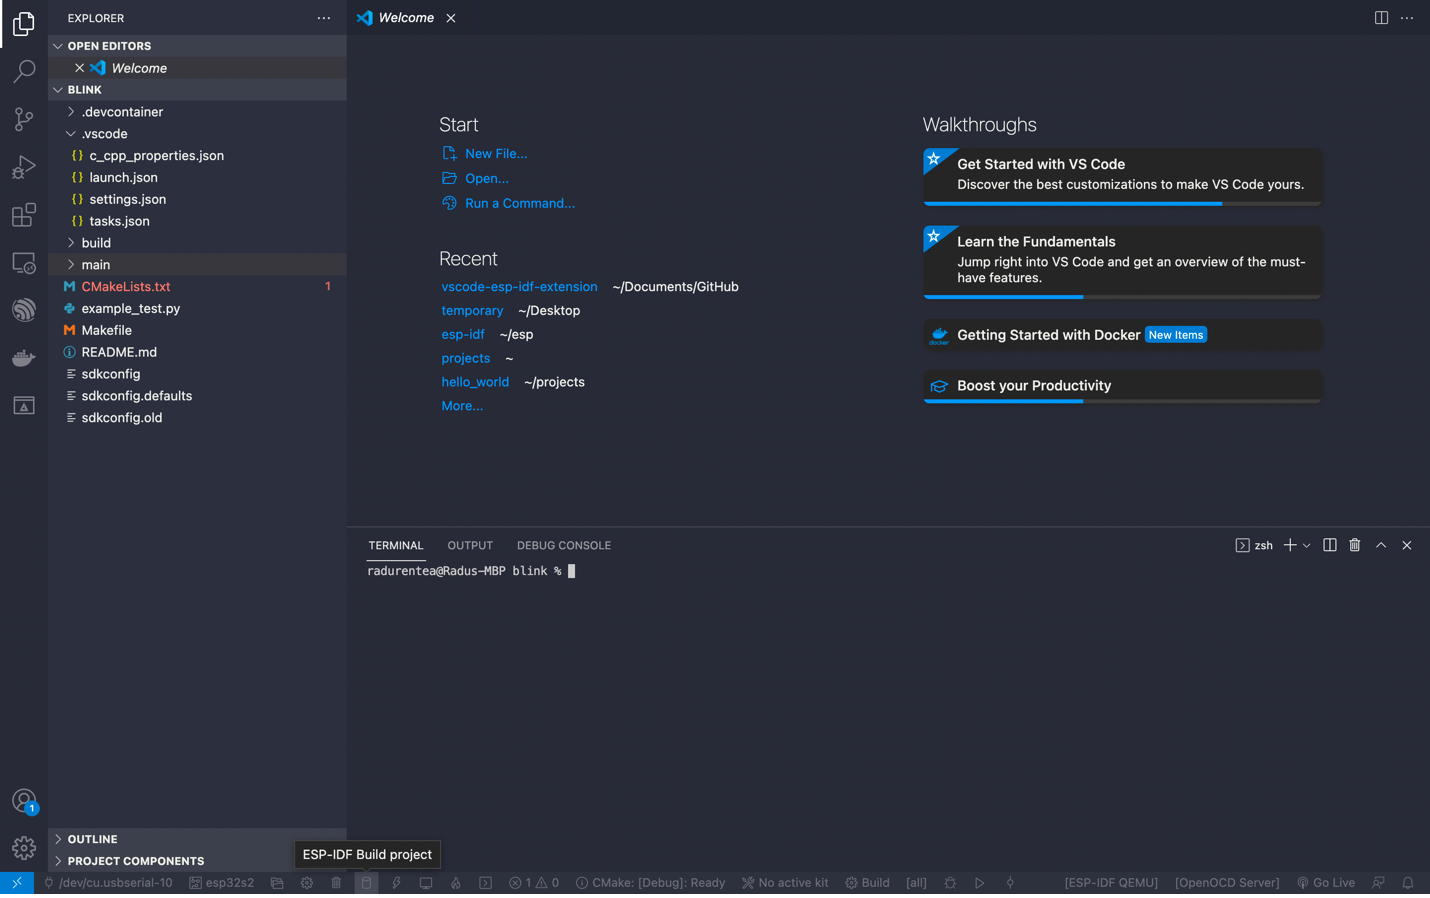 EXPLORER
OPEN EDITORS
Welcome
BLINK
.devcontainer
.vscode
{} c_cpp_properties.json
{} launch.json
{} settings.json
{} tasks.json
build
main
CMakeLists.txt 1
example_test.py
Makefile
README.md
sdkconfig
sdkconfig.defaults
sdkconfig.old
1
OUTLINE
PROJECT COMPONENTS
Welcome
Start
New File...
Open...
Run a Command...
Recent
vscode-esp-idf-extension ~/Documents/GitHub
temporary ~/Desktop
esp-idf ~/esp
projects ~
hello_world ~/projects
More...
Walkthroughs
Get Started with VS Code
Discover the best customizations to make VS Code yours.
Learn the Fundamentals
Jump right into VS Code and get an overview of the must-
have features.
docker
Getting Started with Docker New Items
Boost your Productivity
TERMINAL OUTPUT DEBUG CONSOLE zsh
radurentea@Radus-MBP blink %
ESP-IDF Build project
/dev/cu.usbserial-10 esp32s2 1 0 CMake: [Debug]: Ready No active kit Build [all] [ESP-IDF QEMU] [OpenOCD Server] Go Live